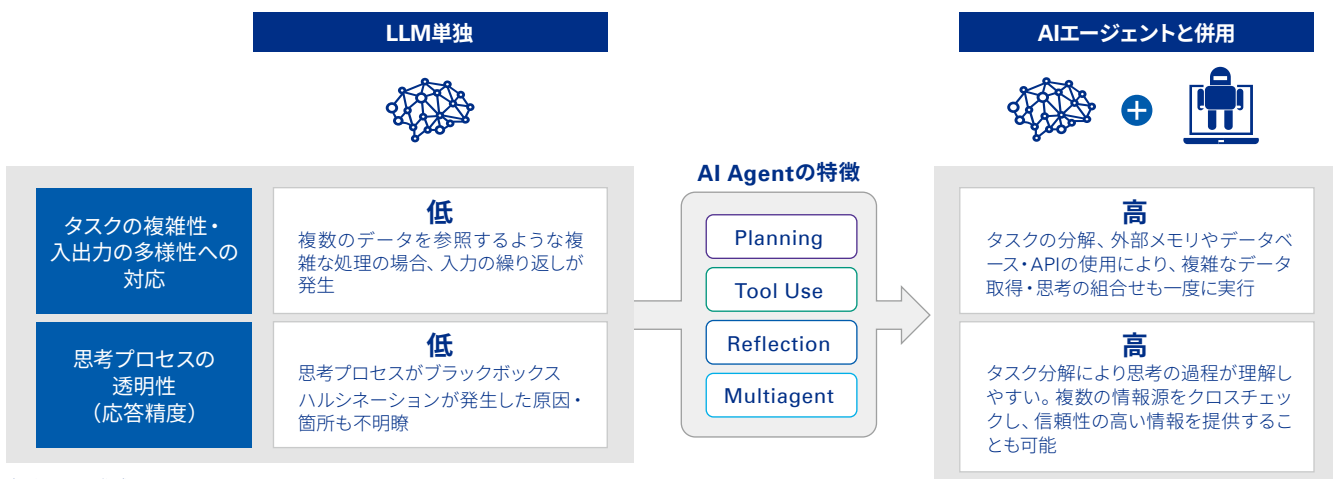 LLM単独
AIエージェントと併用
AI Agentの特徴
タスクの複雑性・
入出力の多様性への
対応
低
複数のデータを参照するような複
雑な処理の場合、入力の繰り返しが
発生
Planning
Tool Use
Reflection
Multiagent
高
タスクの分解、外部メモリやデータベ
ース・APIの使用により、複雑なデータ
取得・思考の組合せも一度に実行
思考プロセスの
透明性
（応答精度）
低
思考プロセスがブラックボックス
ハルシネーションが発生した原因・
箇所も不明瞭
高
タスク分解により思考の過程が理解し
やすい。複数の情報源をクロスチェッ
クし、信頼性の高い情報を提供するこ
とも可能